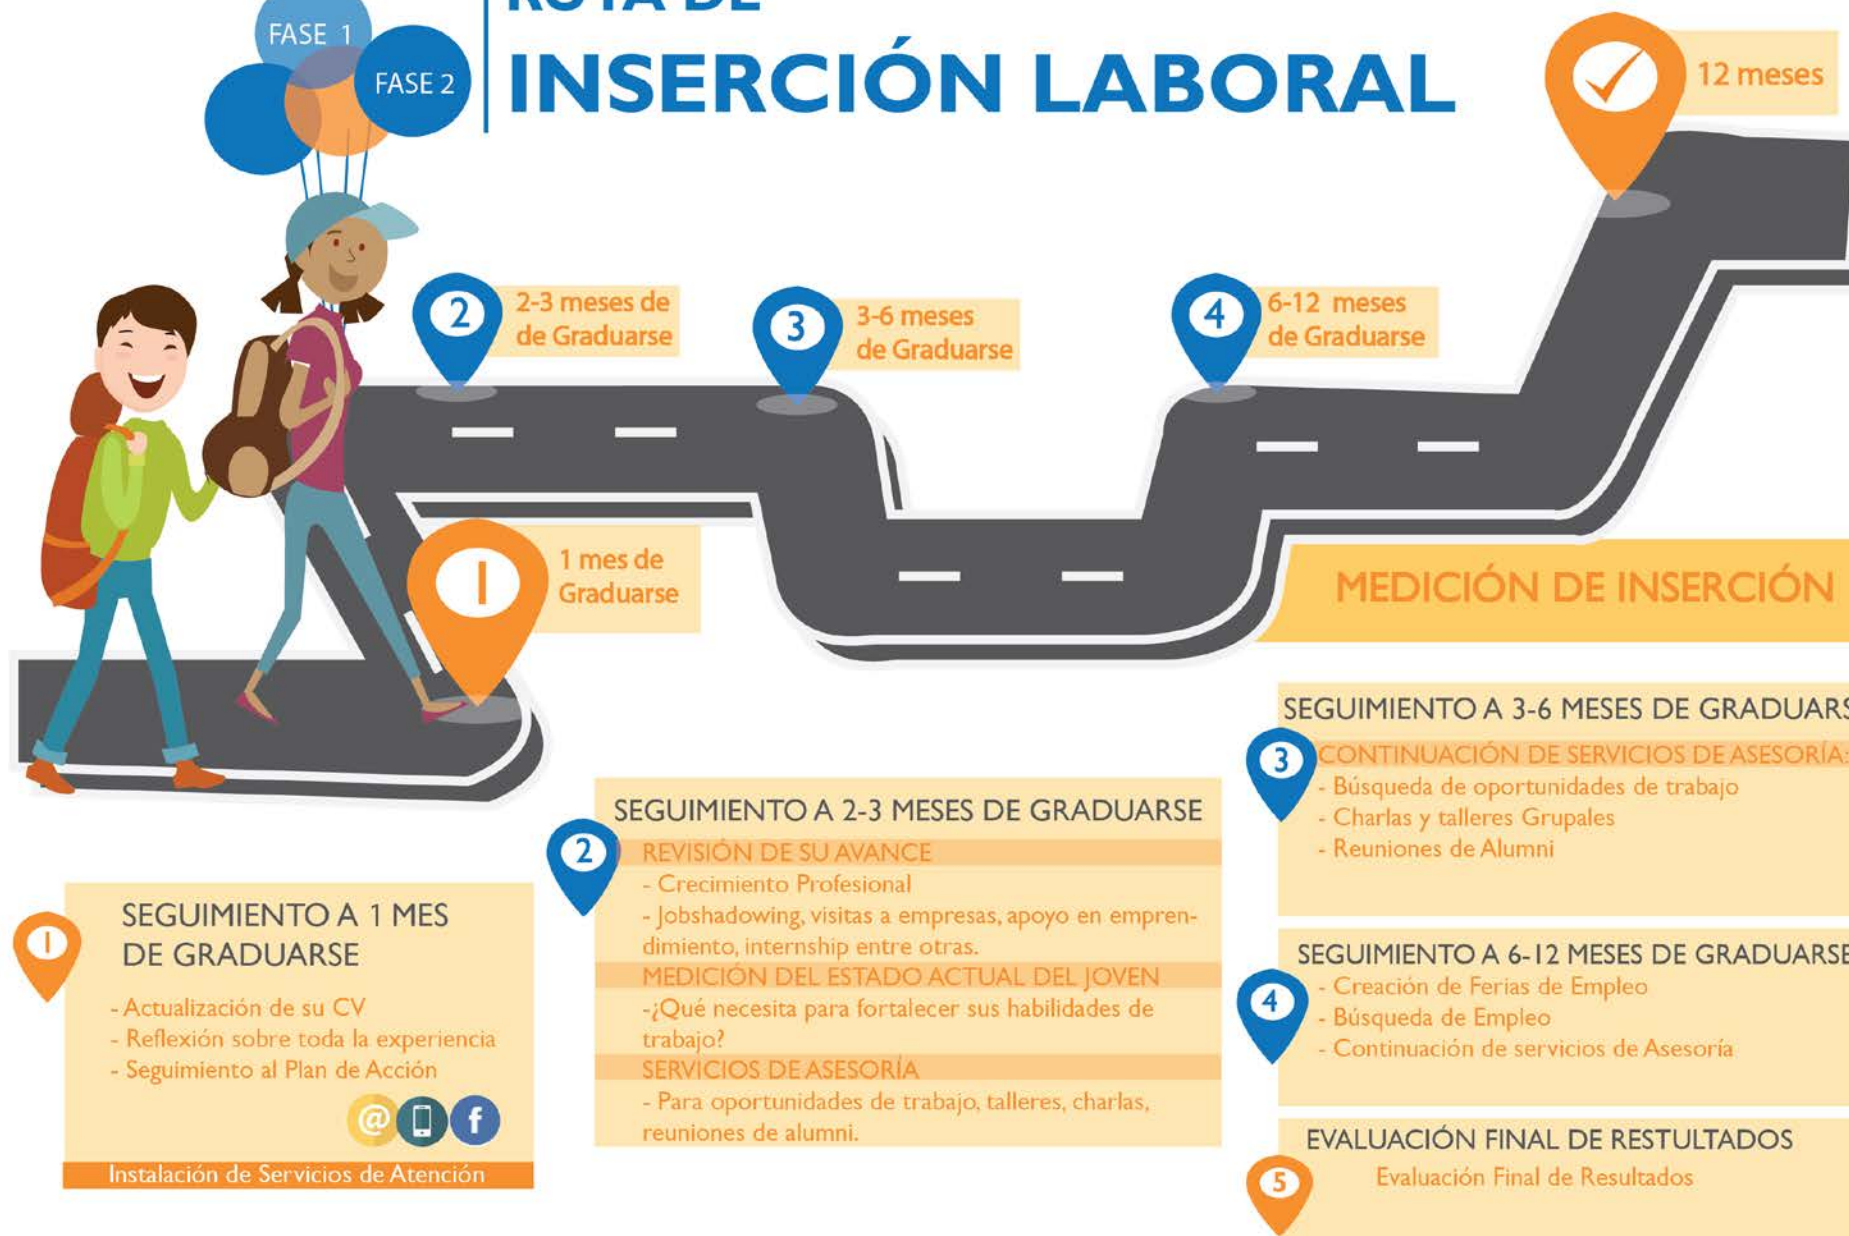 RUTA DE
INSERCIÓN LABORAL
FASE 1
FASE 2
12 meses
2
2-3 meses de
de Graduarse
3
3-6 meses
de Graduarse
4
6-12 meses
de Graduarse
1
1 mes de
Graduarse
MEDICIÓN DE INSERCIÓN
1
SEGUIMIENTO A 1 MES
DE GRADUARSE
- Actualización de su CV
- Reflexión sobre toda la experiencia
- Seguimiento al Plan de Acción
@ f
Instalación de Servicios de Atención
SEGUIMIENTO A 2-3 MESES DE GRADUARSE
2
REVISIÓN DE SU AVANCE
- Crecimiento Profesional
- Jobshadowing, visitas a empresas, apoyo en empren-
dimiento, internship entre otras.
MEDICIÓN DEL ESTADO ACTUAL DEL JOVEN
-¿Qué necesita para fortalecer sus habilidades de
trabajo?
SERVICIOS DE ASESORÍA
- Para oportunidades de trabajo, talleres, charlas,
reuniones de alumni.
SEGUIMIENTO A 3-6 MESES DE GRADUARS
3
CONTINUACIÓN DE SERVICIOS DE ASESORÍA:
- Búsqueda de oportunidades de trabajo
- Charlas y talleres Grupales
- Reuniones de Alumni
SEGUIMIENTO A 6-12 MESES DE GRADUARSE
4
- Creación de Ferias de Empleo
- Búsqueda de Empleo
- Continuación de servicios de Asesoría
EVALUACIÓN FINAL DE RESTULTADOS
5
Evaluación Final de Resultados